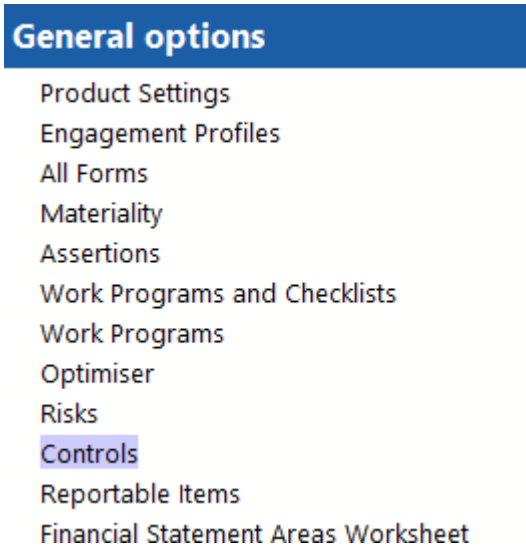 General options
Product Settings
Engagement Profiles
All Forms
Materiality
Assertions
Work Programs and Checklists
Work Programs
Optimiser
Risks
Controls
Reportable Items
Financial Statement Areas Worksheet